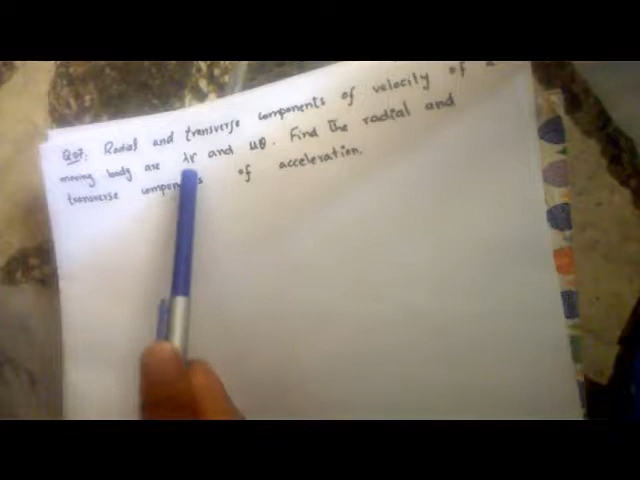 Q07: Radial and transverse components of velocity of a
moving body are λr and μθ. Find the radial and
transverse components of acceleration.